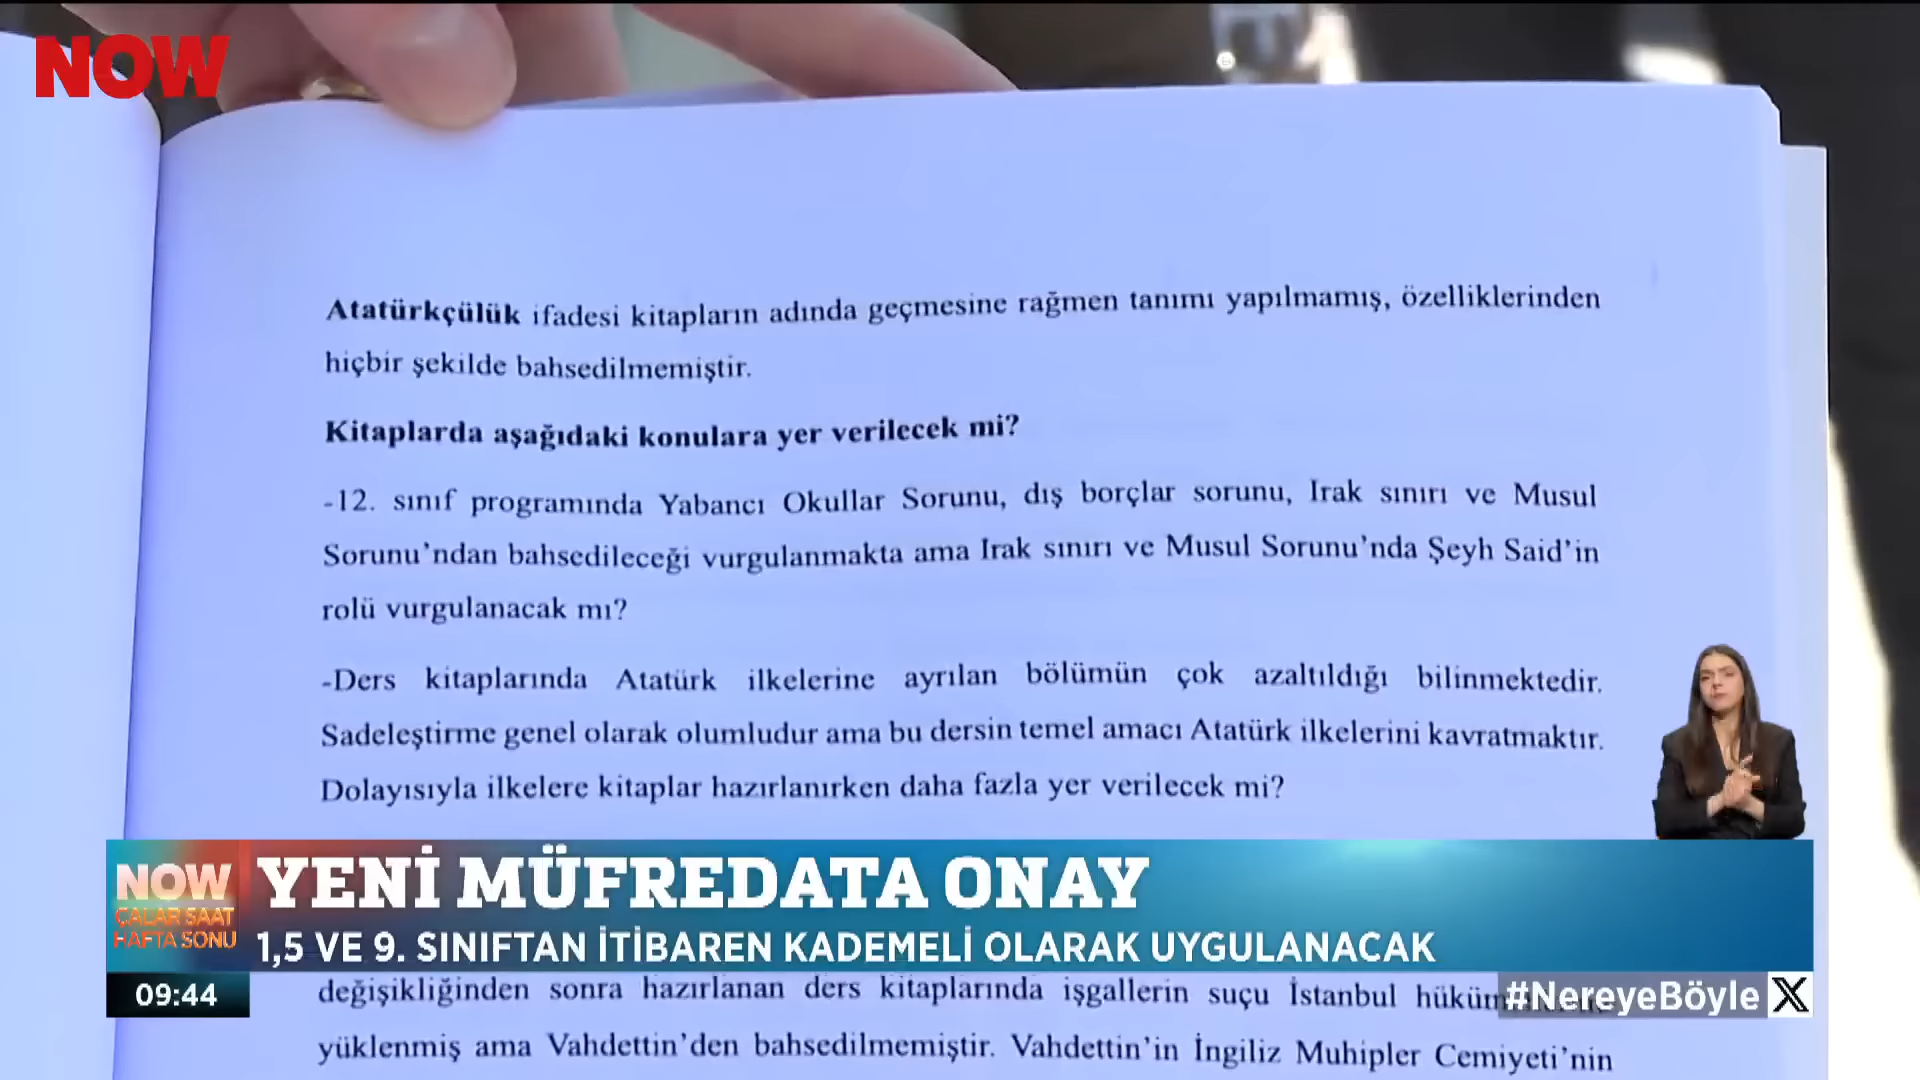 NOW
Atatürkçülük ifadesi kitapların adında geçmesine rağmen tanımı yapılmamış, özelliklerinden
hiçbir şekilde bahsedilmemiştir.
Kitaplarda aşağıdaki konulara yer verilecek mi?
-12. sınıf programında Yabancı Okullar Sorunu, dış borçlar sorunu, Irak sınırı ve Musul
Sorunu'ndan bahsedileceği vurgulanmakta ama Irak sınırı ve Musul Sorunu'nda Şeyh Said'in
rolü vurgulanacak mı?
-Ders kitaplarında Atatürk ilkelerine ayrılan bölümün çok azaltıldığı bilinmektedir.
Sadeleştirme genel olarak olumludur ama bu dersin temel amacı Atatürk ilkelerini kavratmaktır.
Dolayısıyla ilkelere kitaplar hazırlanırken daha fazla yer verilecek mi?
NOW
ÇALAR SAAT
HAFTA SONU
YENİ MÜFREDATA ONAY
1,5 VE 9. SINIFTAN İTİBAREN KADEMELİ OLARAK UYGULANACAK
09:44
değişikliğinden sonra hazırlanan ders kitaplarında işgallerin suçu İstanbul
#NereyeBöyle X
yüklenmiş ama Vahdettin'den bahsedilmemiştir. Vahdettin'in İngiliz Muhipler Cemiyeti'nin